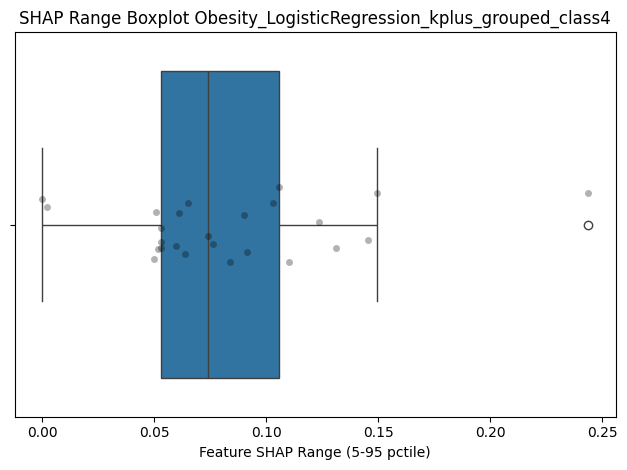 SHAP Range Boxplot Obesity_LogisticRegression_kplus_grouped_class4
0.00 0.05 0.10 0.15 0.20 0.25
Feature SHAP Range (5-95 pctile)